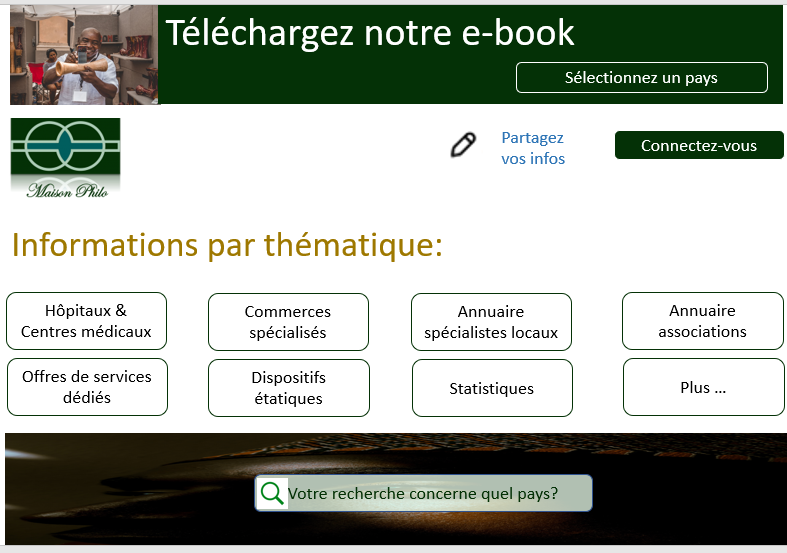 Téléchargez notre e-book
Sélectionnez un pays
Maison Philo
Partagez
vos infos
Connectez-vous
Informations par thématique:
Hôpitaux &
Centres médicaux
Commerces
spécialisés
Annuaire
spécialistes locaux
Annuaire
associations
Offres de services
dédiés
Dispositifs
étatiques
Statistiques
Plus ...
Votre recherche concerne quel pays?